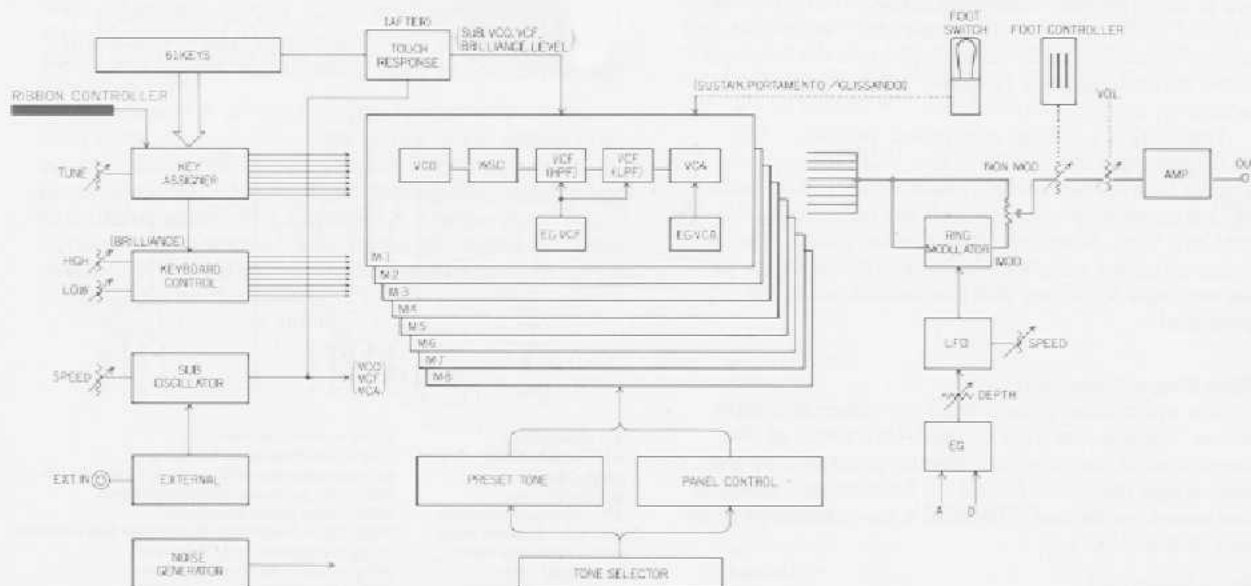 (AFTER)
FOOT
SWITCH
FOOT CONTROLLER
61KEYS
TOUCH
RESPONSE
(SUB, VCO, VCF,
BRILLIANCE, LEVEL)
RIBBON CONTROLLER
(SUSTAIN, PORTAMENTO/GLISSANDO)
VOL.
TUNE
KEY
ASSIGNER
VCO
WSC
VCF
(HPF)
VCF
(LPF)
VCA
NON MOD.
AMP
OUT
EG-VCF
EG-VCA
RING
MODULATOR
MOD.
(BRILLIANCE)
HIGH
LOW
KEYBOARD
CONTROL
M-1
M-2
M-3
M-4
M-5
M-6
M-7
M-8
LFO
SPEED
SPEED
SUB
OSCILLATOR
(VCO
VCF
VCA)
DEPTH
EG
A
D
EXT IN
EXTERNAL
PRESET TONE
PANEL CONTROL
NOISE
GENERATOR
TONE SELECTOR